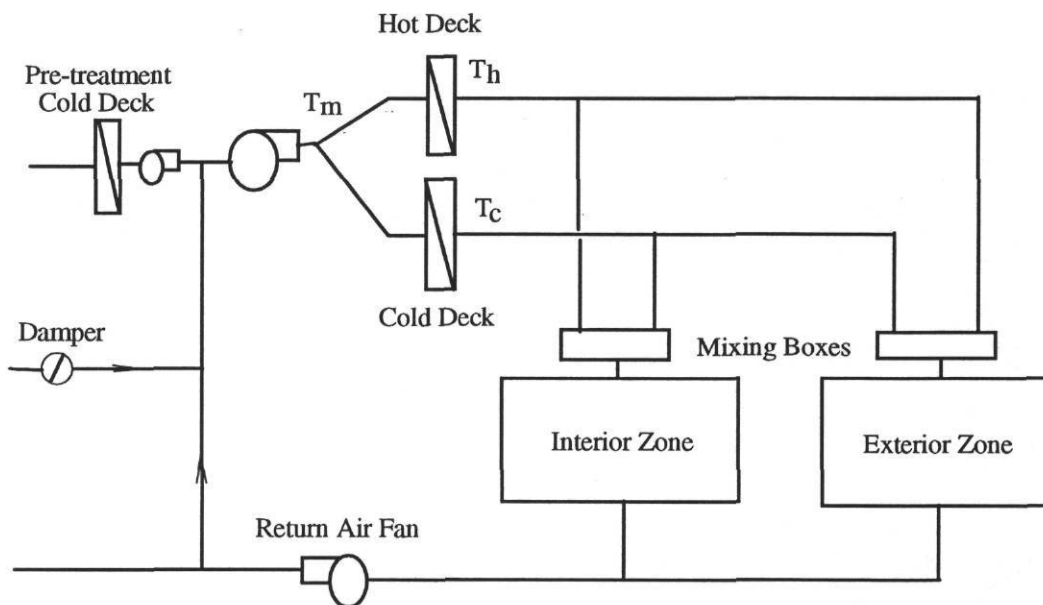 Hot Deck
Pre-treatment
Cold Deck
Tm
Th
Tc
Cold Deck
Damper
Mixing Boxes
Interior Zone
Exterior Zone
Return Air Fan